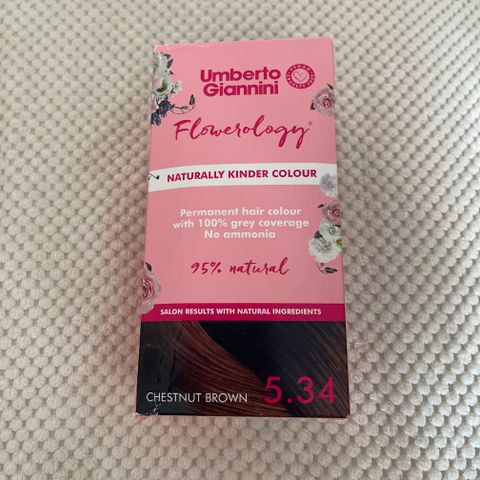 Umberto
Giannini
Flowerology®
NATURALLY KINDER COLOUR
Permanent hair colour
with 100% grey coverage
No ammonia
95% natural
SALON RESULTS WITH NATURAL INGREDIENTS
CHESTNUT BROWN 5.34